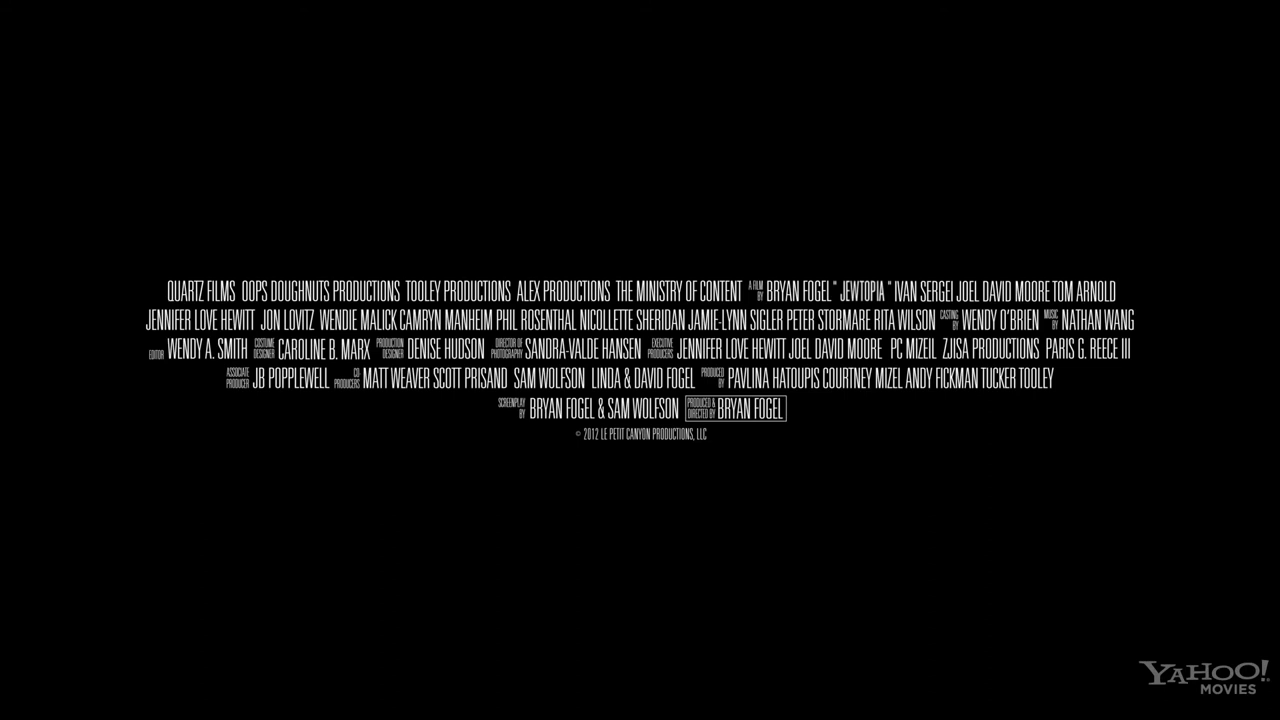 QUARTZ FILMS OOPS DOUGHNUTS PRODUCTIONS TOOLEY PRODUCTIONS ALEX PRODUCTIONS THE MINISTRY OF CONTENT A FILM BY BRYAN FOGEL "JEWTOPIA" IVAN SERGEI JOEL DAVID MOORE TOM ARNOLD
JENNIFER LOVE HEWITT JON LOVITZ WENDIE MALICK CAMRYN MANHEIM PHIL ROSENTHAL NICOLLETTE SHERIDAN JAMIE-LYNN SIGLER PETER STORMARE RITA WILSON CASTING BY WENDY O'BRIEN MUSIC BY NATHAN WANG
EDITOR WENDY A. SMITH COSTUME DESIGNER CAROLINE B. MARX PRODUCTION DESIGNER DENISE HUDSON DIRECTOR OF PHOTOGRAPHY SANDRA-VALDE HANSEN EXECUTIVE PRODUCERS JENNIFER LOVE HEWITT JOEL DAVID MOORE PC MIZEIL ZJISA PRODUCTIONS PARIS G. REECE III
ASSOCIATE PRODUCER JB POPPLEWELL CO PRODUCERS MATT WEAVER SCOTT PRISAND SAM WOLFSON LINDA & DAVID FOGEL PRODUCED BY PAVLINA HATOUPIS COURTNEY MIZEL ANDY FICKMAN TUCKER TOOLEY
SCREENPLAY BY BRYAN FOGEL & SAM WOLFSON PRODUCED & DIRECTED BY BRYAN FOGEL
© 2012 LE PETIT CANYON PRODUCTIONS, LLC
YAHOO!
MOVIES